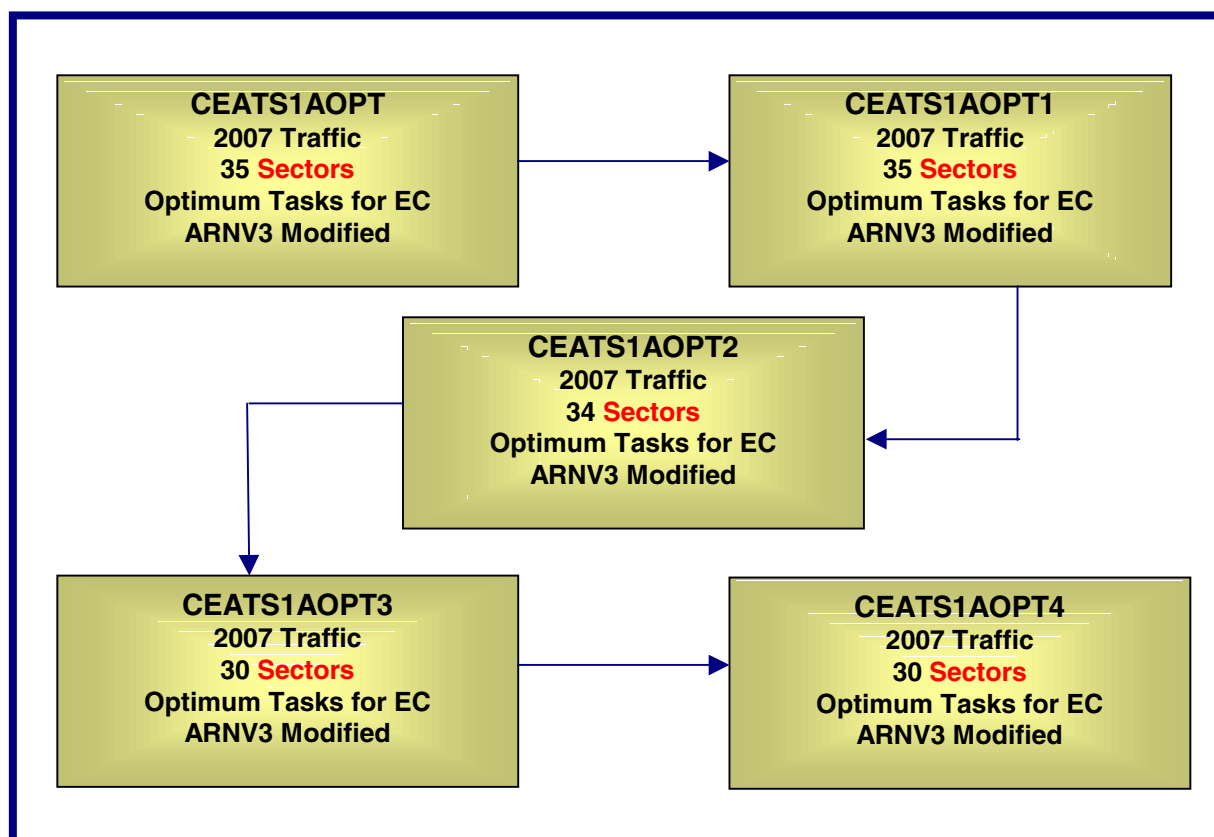 CEATS1AOPT
2007 Traffic
35 Sectors
Optimum Tasks for EC
ARNV3 Modified
CEATS1AOPT1
2007 Traffic
35 Sectors
Optimum Tasks for EC
ARNV3 Modified
CEATS1AOPT2
2007 Traffic
34 Sectors
Optimum Tasks for EC
ARNV3 Modified
CEATS1AOPT3
2007 Traffic
30 Sectors
Optimum Tasks for EC
ARNV3 Modified
CEATS1AOPT4
2007 Traffic
30 Sectors
Optimum Tasks for EC
ARNV3 Modified